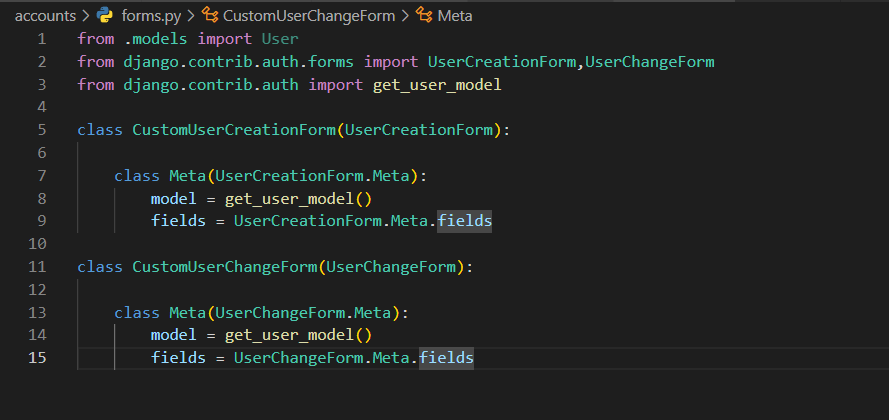 accounts > forms.py > CustomUserChangeForm > Meta
1 from .models import User
2 from django.contrib.auth.forms import UserCreationForm,UserChangeForm
3 from django.contrib.auth import get_user_model
4
5 class CustomUserCreationForm(UserCreationForm):
6
7     class Meta(UserCreationForm.Meta):
8         model = get_user_model()
9         fields = UserCreationForm.Meta.fields
10
11 class CustomUserChangeForm(UserChangeForm):
12
13     class Meta(UserChangeForm.Meta):
14         model = get_user_model()
15         fields = UserChangeForm.Meta.fields